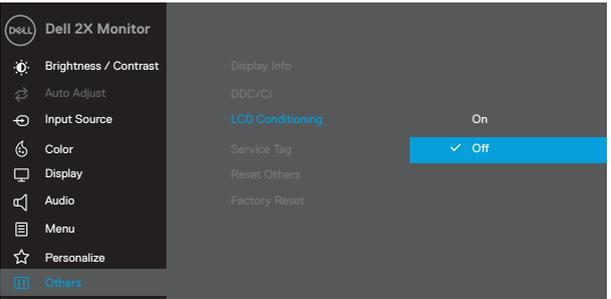 DELL
Dell 2X Monitor
Brightness / Contrast
Auto Adjust
Input Source
Color
Display
Audio
Menu
Personalize
Others
Display Info
DDC/CI
LCD Conditioning
Service Tag
Reset Others
Factory Reset
On
Off